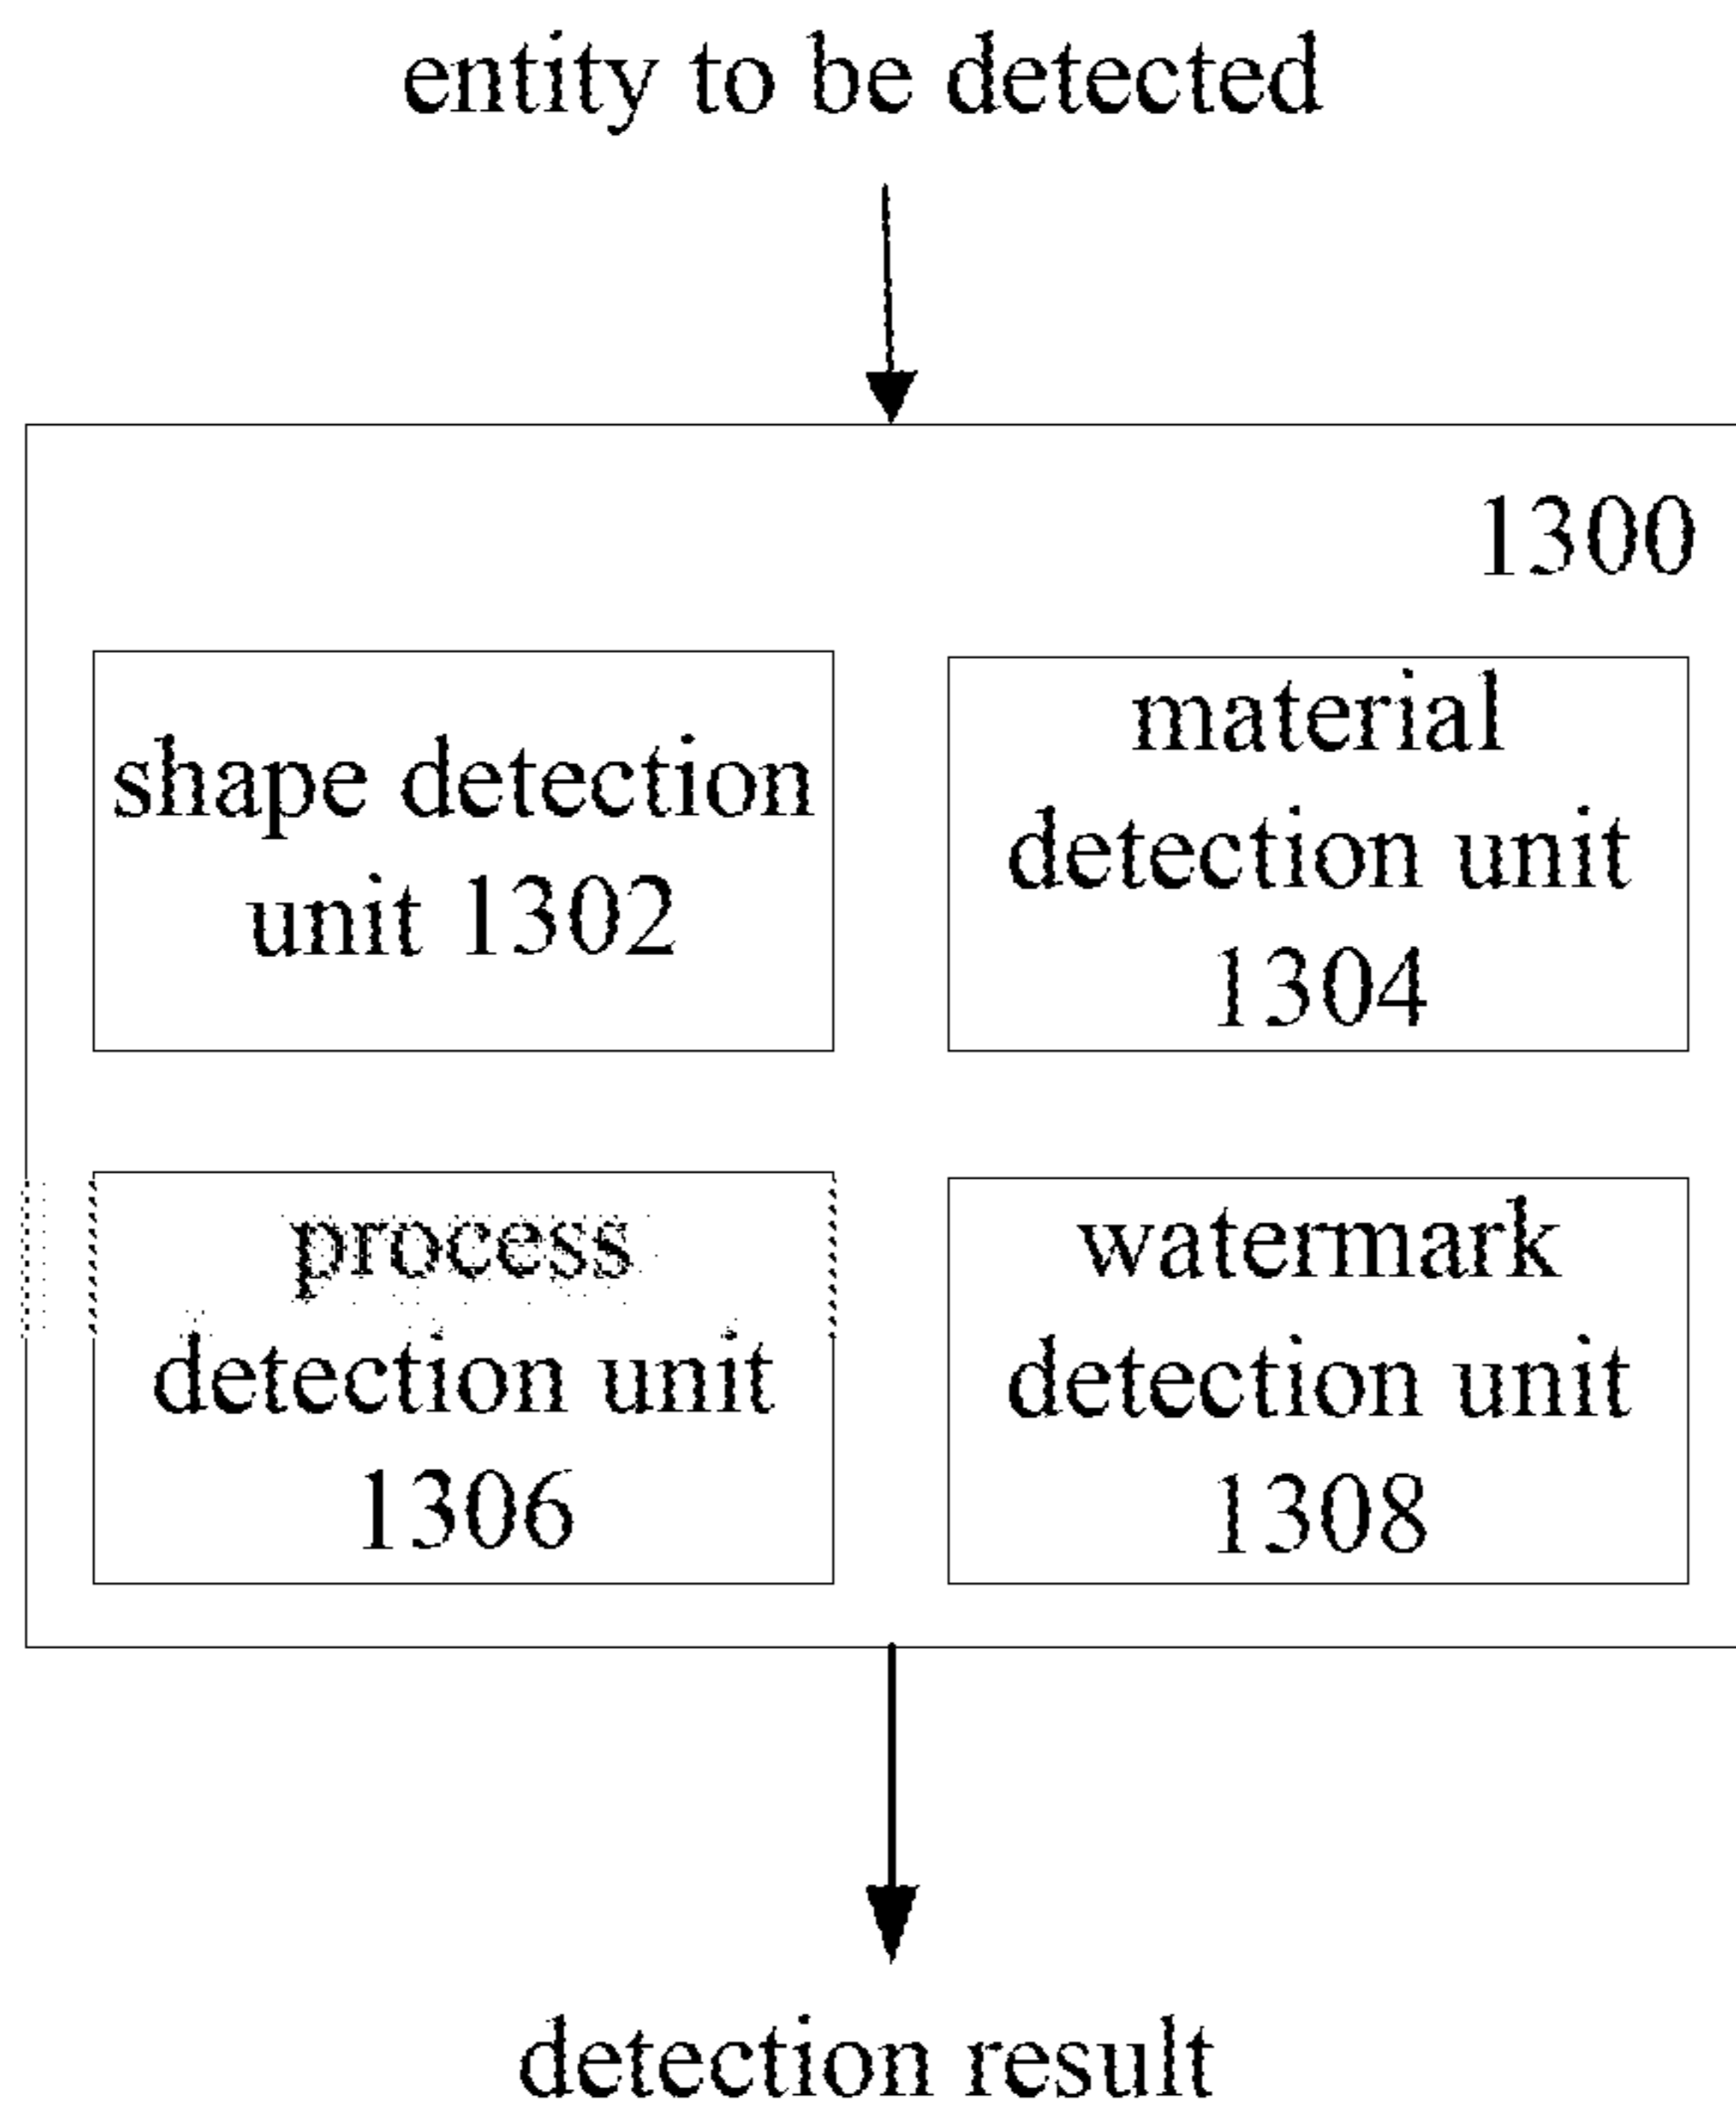 entity to be detected
1300
shape detection
unit 1302
material
detection unit
1304
process
detection unit
1306
watermark
detection unit
1308
detection result